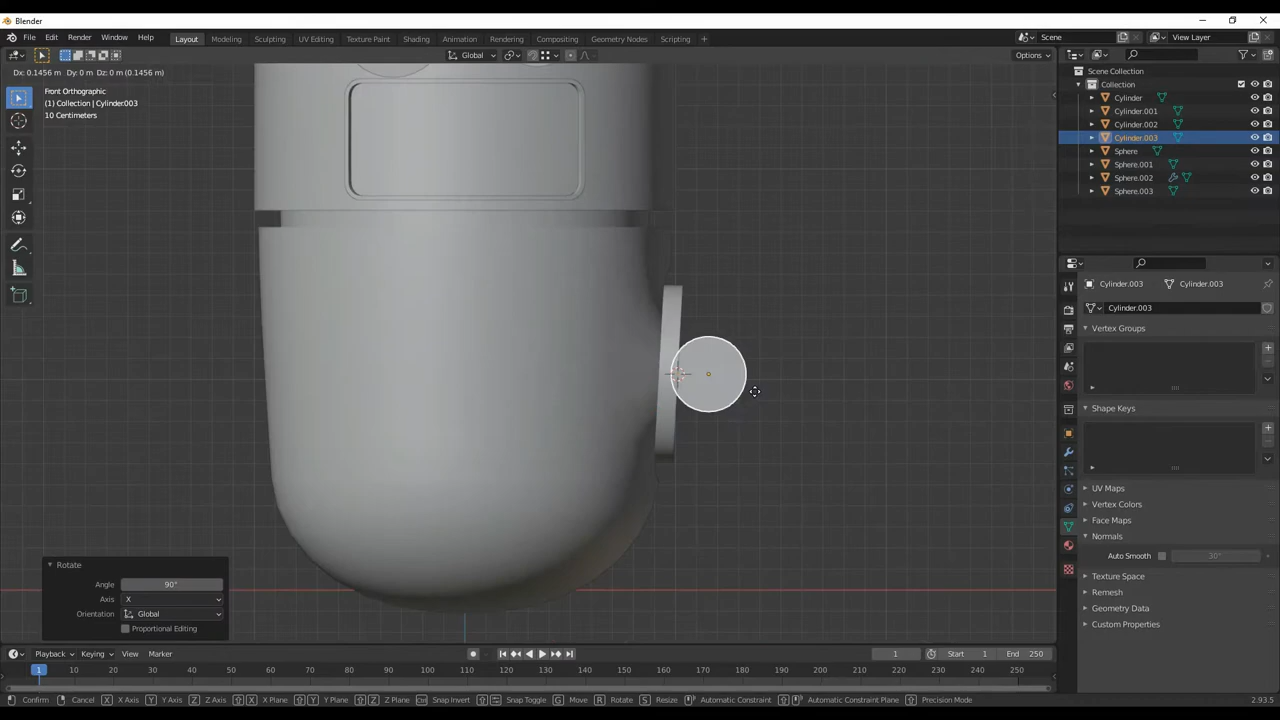 Blender
File Edit Render Window Help
Layout Modeling Sculpting UV Editing Texture Paint Shading Animation Rendering Compositing Geometry Nodes Scripting
Scene
View Layer
Global
Options
Dx: 0.1456 m Dy: 0 m Dz: 0 m (0.1456 m)
Front Orthographic
(1) Collection | Cylinder.003
10 Centimeters
Scene Collection
Collection
Cylinder
Cylinder.001
Cylinder.002
Cylinder.003
Sphere
Sphere.001
Sphere.002
Sphere.003
Cylinder.003 Cylinder.003
Cylinder.003
Vertex Groups
Shape Keys
UV Maps
Vertex Colors
Face Maps
Normals
Auto Smooth 30°
Texture Space
Remesh
Geometry Data
Custom Properties
Rotate
Angle 90°
Axis X
Orientation Global
Proportional Editing
Playback Keying View Marker
1 Start 1 End 250
1 10 20 30 40 50 60 70 80 90 100 110 120 130 140 150 160 170 180 190 200 210 220 230 240 250
Confirm Cancel X X Axis Y Y Axis Z Z Axis X X Plane Y Y Plane Z Z Plane Snap Invert Snap Toggle G Move R Rotate S Resize Automatic Constraint Automatic Constraint Plane Precision Mode
2.93.5